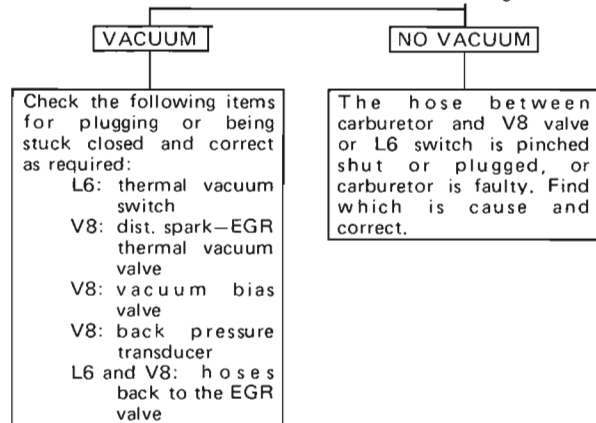 VACUUM
NO VACUUM
Check the following items
for plugging or being
stuck closed and correct
as required:
L6: thermal vacuum
switch
V8: dist. spark—EGR
thermal vacuum
valve
V8: vacuum bias
valve
V8: back pressure
transducer
L6 and V8: hoses
back to the EGR
valve
The hose between
carburetor and V8 valve
or L6 switch is pinched
shut or plugged, or
carburetor is faulty. Find
which is cause and
correct.